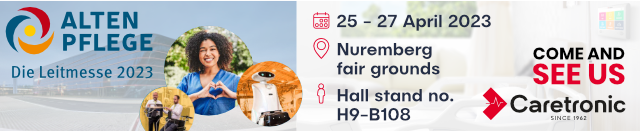 ALTEN
PFLEGE
Die Leitmesse 2023
25 – 27 April 2023
Nuremberg
fair grounds
Hall stand no.
H9-B108
COME AND
SEE US
Caretronic
SINCE 1962